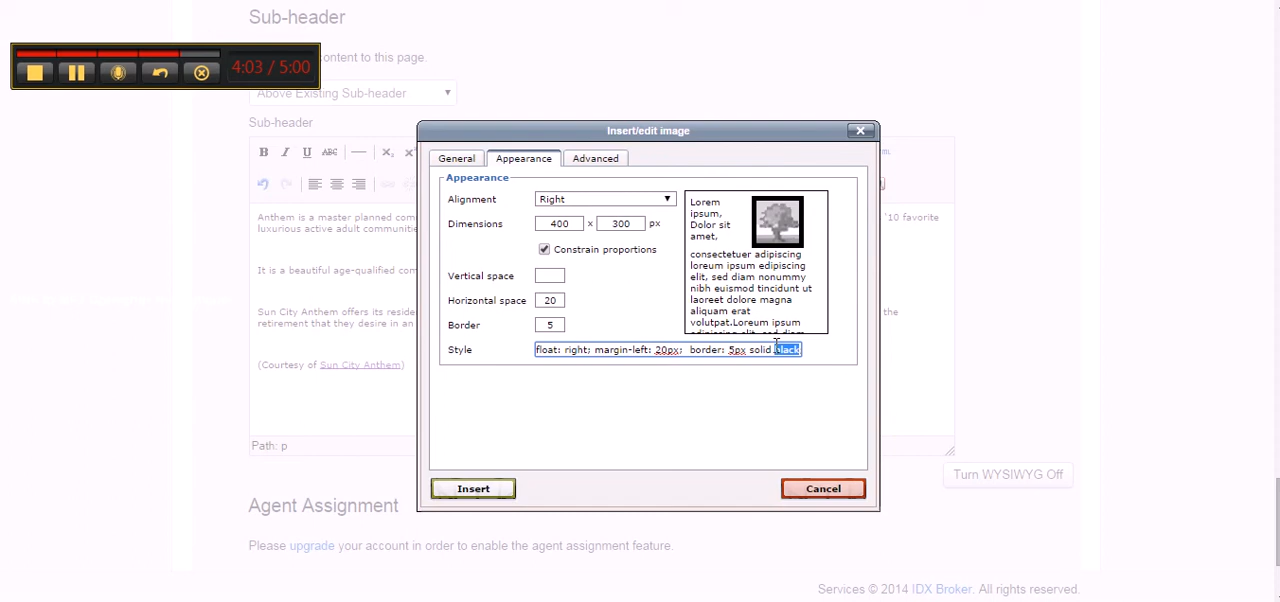 Sub-header
4:03 / 5:00
ontent to this page.
Above Existing Sub-header
Sub-header
B I U ABC
Insert/edit image
General Appearance Advanced
Appearance
Alignment Right
Dimensions 400 x 300 px
Constrain proportions
Vertical space
Horizontal space 20
Border 5
Style float: right; margin-left: 20px; border: 5px solid black
Lorem
ipsum,
Dolor sit
amet,
consectetuer adipiscing
loreum ipsum edipiscing
elit, sed diam nonummy
nibh euismod tincidunt ut
laoreet dolore magna
aliquam erat
volutpat.Loreum ipsum
adipiscing elit, sed diam
Insert Cancel
Anthem is a master planned com '10 favorite
luxurious active adult communitie
It is a beautiful age-qualified com
Sun City Anthem offers its reside the
retirement that they desire in an
(Courtesy of Sun City Anthem)
Path: p
Turn WYSIWYG Off
Agent Assignment
Please upgrade your account in order to enable the agent assignment feature.
Services © 2014 IDX Broker. All rights reserved.